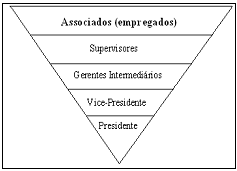 Associados (empregados)
Supervisores
Gerentes Intermediários
Vice-Presidente
Presidente